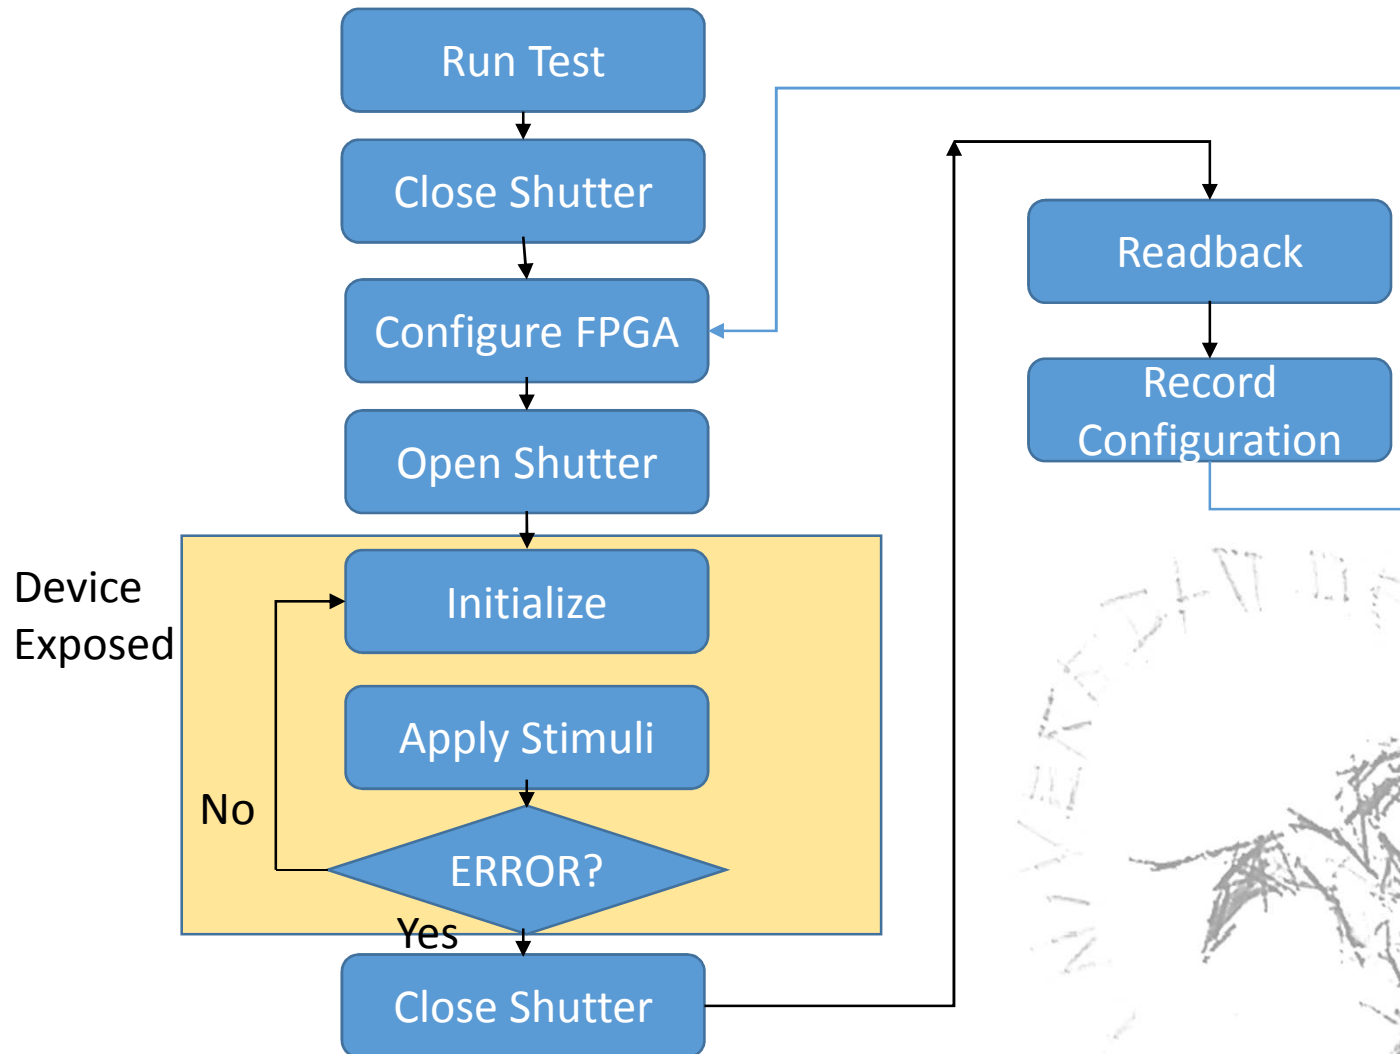 Run Test
Close Shutter
Configure FPGA
Open Shutter
Device
Exposed
Initialize
Apply Stimuli
No
ERROR?
Yes
Close Shutter
Readback
Record
Configuration